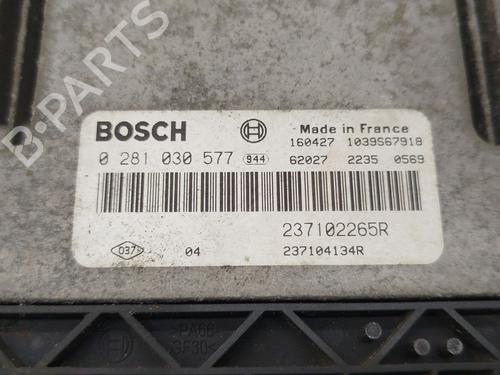 B-PARTS
BOSCH
Made in France
160427 1039S67918
0 281 030 577 944 62027 2235 0569
237102265R
037 04 237104134R
>PA66
GF30<